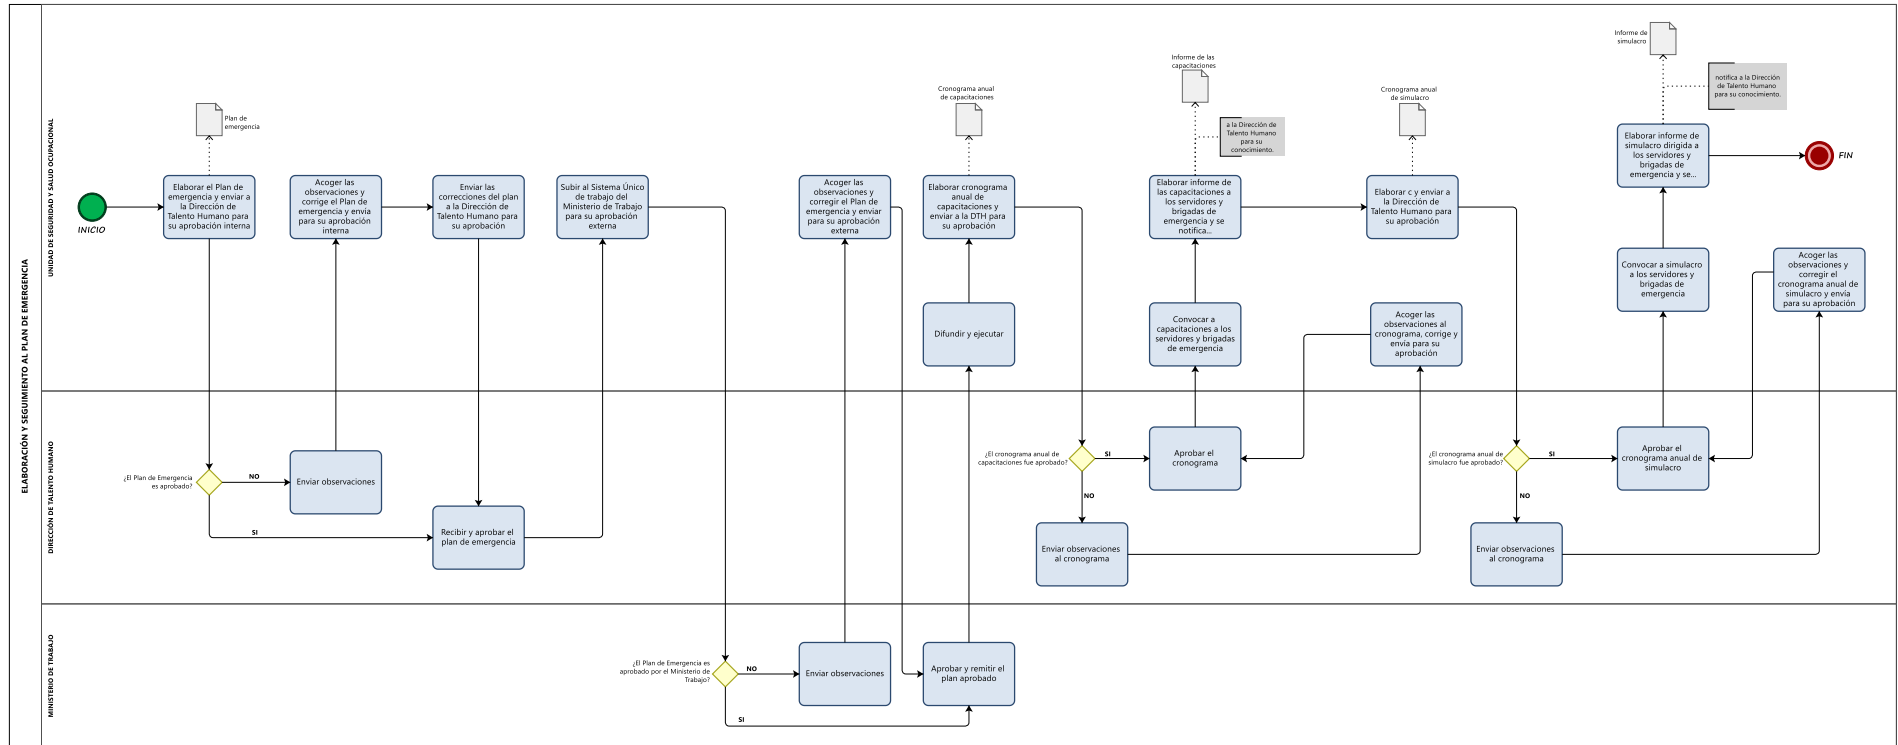 ELABORACIÓN Y SEGUIMIENTO AL PLAN DE EMERGENCIA
UNIDAD DE SEGURIDAD Y SALUD OCUPACIONAL
INICIO
Plan de
emergencia
Elaborar el Plan de
emergencia y enviar a
la Dirección de
Talento Humano para
su aprobación interna
Acoger las
observaciones y
corrige el Plan de
emergencia y envia
para su aprobación
interna
Enviar las
correcciones del plan
a la Dirección de
Talento Humano para
su aprobación
Subir al Sistema Único
de trabajo del
Ministerio de Trabajo
para su aprobación
externa
Acoger las
observaciones y
corregir el Plan de
emergencia y enviar
para su aprobación
externa
Cronograma anual
de capacitaciones
Elaborar cronograma
anual de
capacitaciones y
enviar a la DTH para
su aprobación
Difundir y ejecutar
Informe de las
capacitaciones
a la Dirección de
Talento Humano
para su
conocimiento.
Elaborar informe de
las capacitaciones a
los servidores y
brigadas de
emergencia y se
notifica...
Convocar a
capacitaciones a los
servidores y brigadas
de emergencia
Cronograma anual
de simulacro
Elaborar c y enviar a
la Dirección de
Talento Humano para
su aprobación
Acoger las
observaciones al
cronograma, corrige y
envía para su
aprobación
Informe de
simulacro
notifica a la Dirección
de Talento Humano
para su conocimiento.
Elaborar informe de
simulacro dirigida a
los servidores y
brigadas de
emergencia y se...
FIN
Convocar a simulacro
a los servidores y
brigadas de
emergencia
Acoger las
observaciones y
corregir el
cronograma anual de
simulacro y envía
para su aprobación
DIRECCIÓN DE TALENTO HUMANO
¿El Plan de Emergencia
es aprobado?
NO
SI
Enviar observaciones
Recibir y aprobar el
plan de emergencia
¿El cronograma anual de
capacitaciones fue aprobado?
SI
NO
Aprobar el
cronograma
Enviar observaciones
al cronograma
¿El cronograma anual de
simulacro fue aprobado?
SI
NO
Aprobar el
cronograma anual de
simulacro
Enviar observaciones
al cronograma
MINISTERIO DE TRABAJO
¿El Plan de Emergencia es
aprobado por el Ministerio de
Trabajo?
NO
SI
Enviar observaciones
Aprobar y remitir el
plan aprobado